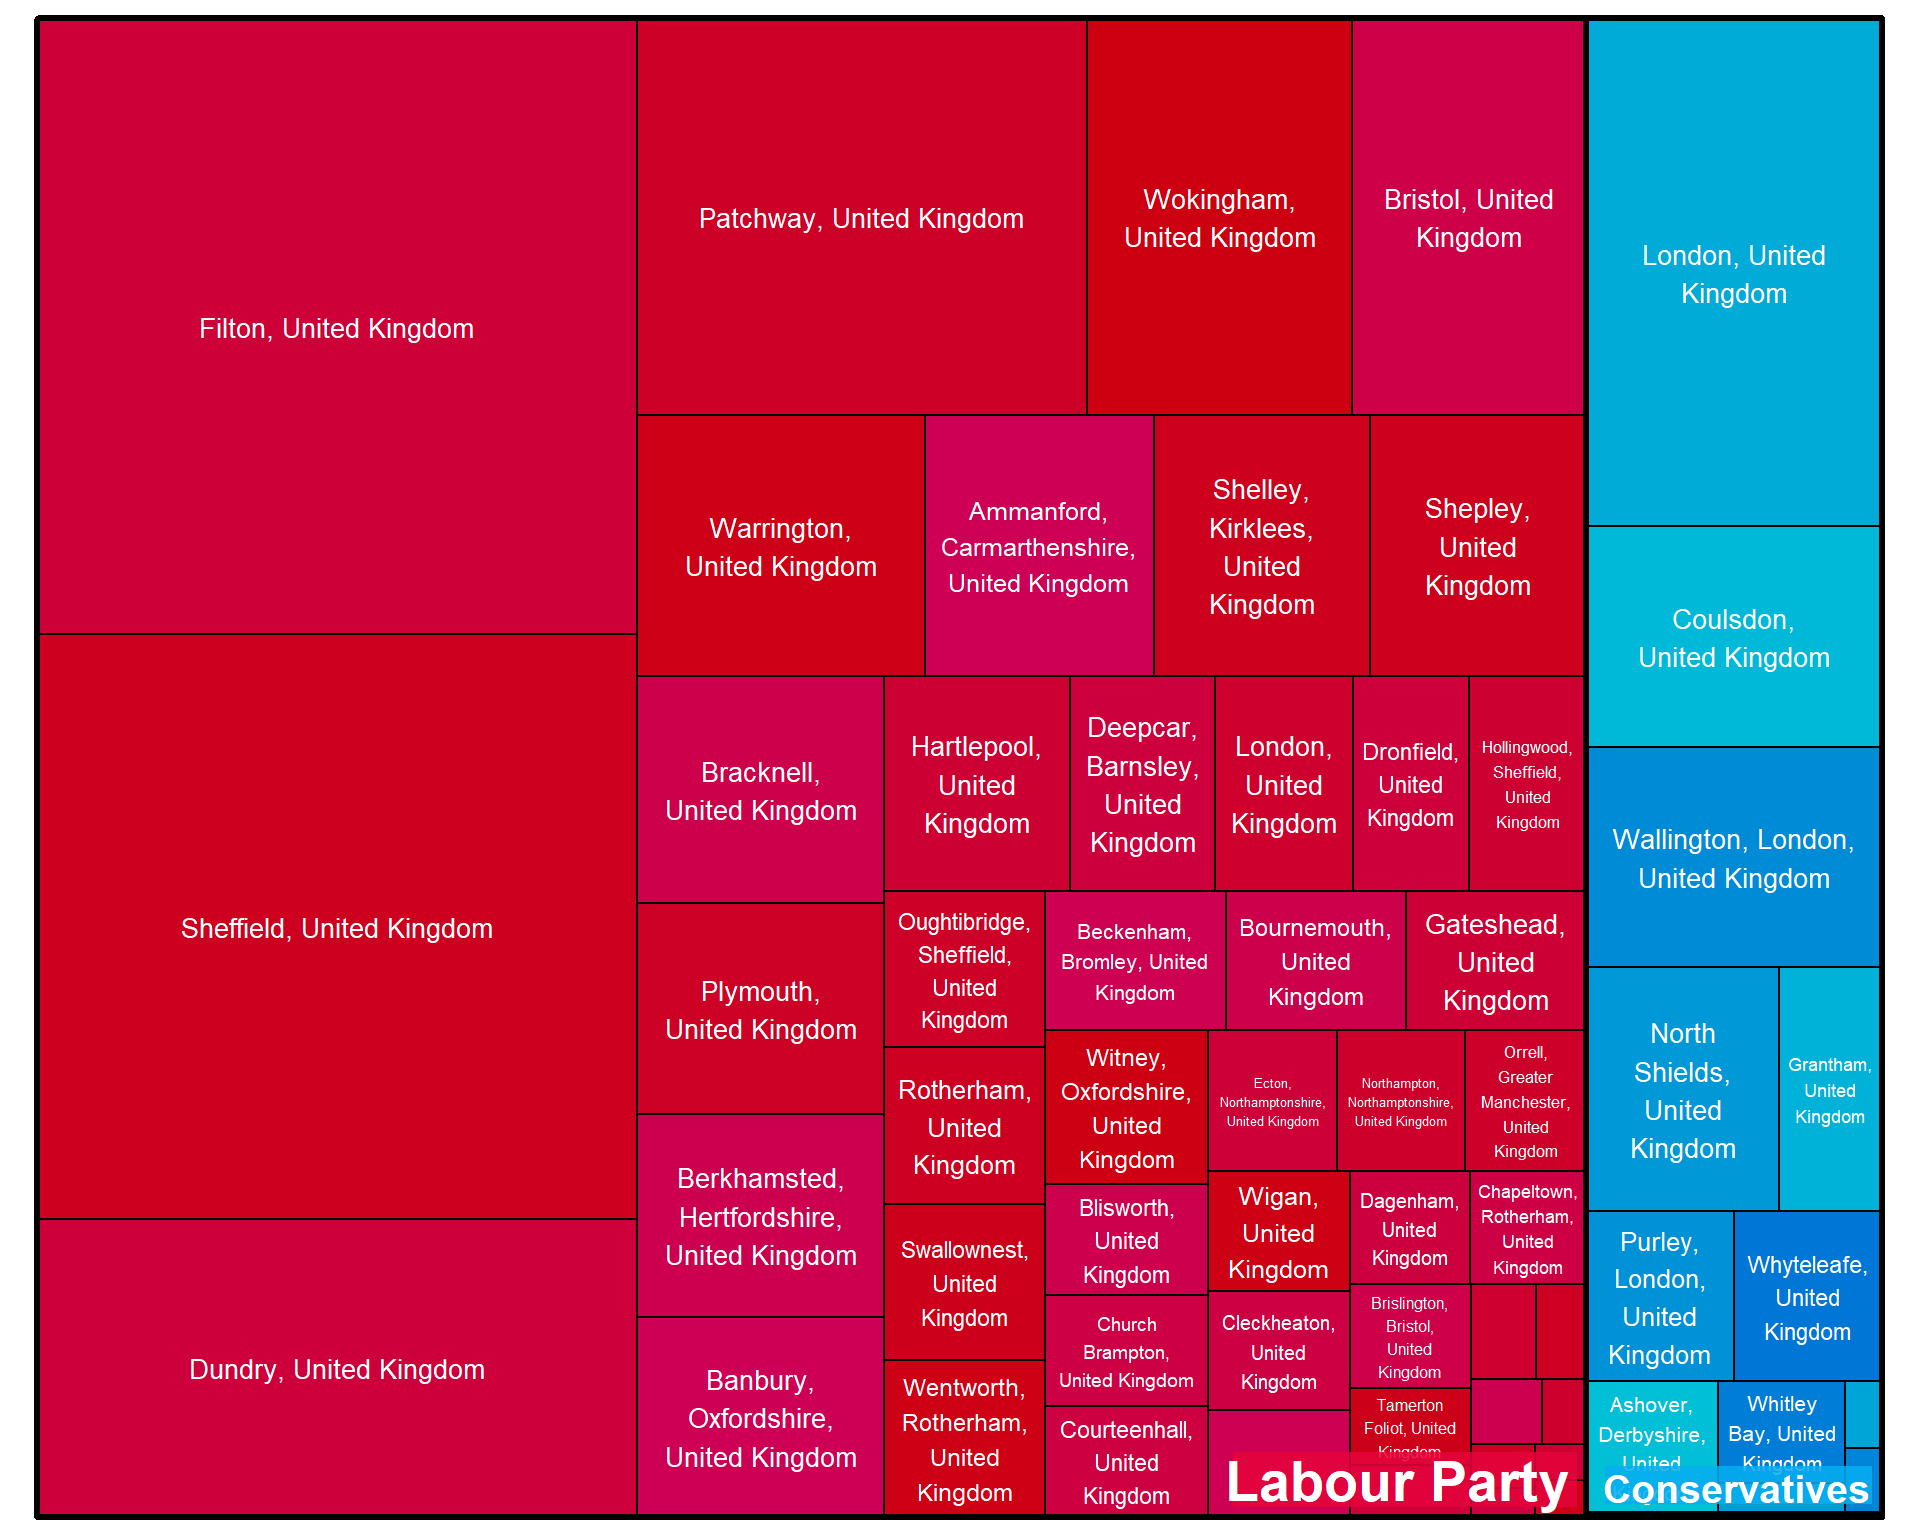 Filton, United Kingdom
Sheffield, United Kingdom
Dundry, United Kingdom
Patchway, United Kingdom
Wokingham,
United Kingdom
Bristol, United
Kingdom
Warrington,
United Kingdom
Ammanford,
Carmarthenshire,
United Kingdom
Shelley,
Kirklees,
United
Kingdom
Shepley,
United
Kingdom
Bracknell,
United Kingdom
Plymouth,
United Kingdom
Berkhamsted,
Hertfordshire,
United Kingdom
Banbury,
Oxfordshire,
United Kingdom
Hartlepool,
United
Kingdom
Deepcar,
Barnsley,
United
Kingdom
London,
United
Kingdom
Dronfield,
United
Kingdom
Hollingwood,
Sheffield,
United
Kingdom
Oughtibridge,
Sheffield,
United
Kingdom
Rotherham,
United
Kingdom
Swallownest,
United
Kingdom
Wentworth,
Rotherham,
United
Kingdom
Beckenham,
Bromley, United
Kingdom
Bournemouth,
United
Kingdom
Gateshead,
United
Kingdom
Witney,
Oxfordshire,
United
Kingdom
Blisworth,
United
Kingdom
Church
Brampton,
United Kingdom
Courteenhall,
United
Kingdom
Ecton,
Northamptonshire,
United Kingdom
Northampton,
Northamptonshire,
United Kingdom
Orrell,
Greater
Manchester,
United
Kingdom
Wigan,
United
Kingdom
Cleckheaton,
United
Kingdom
Dagenham,
United
Kingdom
Chapeltown,
Rotherham,
United
Kingdom
Brislington,
Bristol,
United
Kingdom
Tamerton
Foliot, United
Kingdom
Labour Party
London, United
Kingdom
Coulsdon,
United Kingdom
Wallington, London,
United Kingdom
North
Shields,
United
Kingdom
Grantham,
United
Kingdom
Purley,
London,
United
Kingdom
Whyteleafe,
United
Kingdom
Ashover,
Derbyshire,
United
Whitley
Bay, United
Kingdom
Conservatives